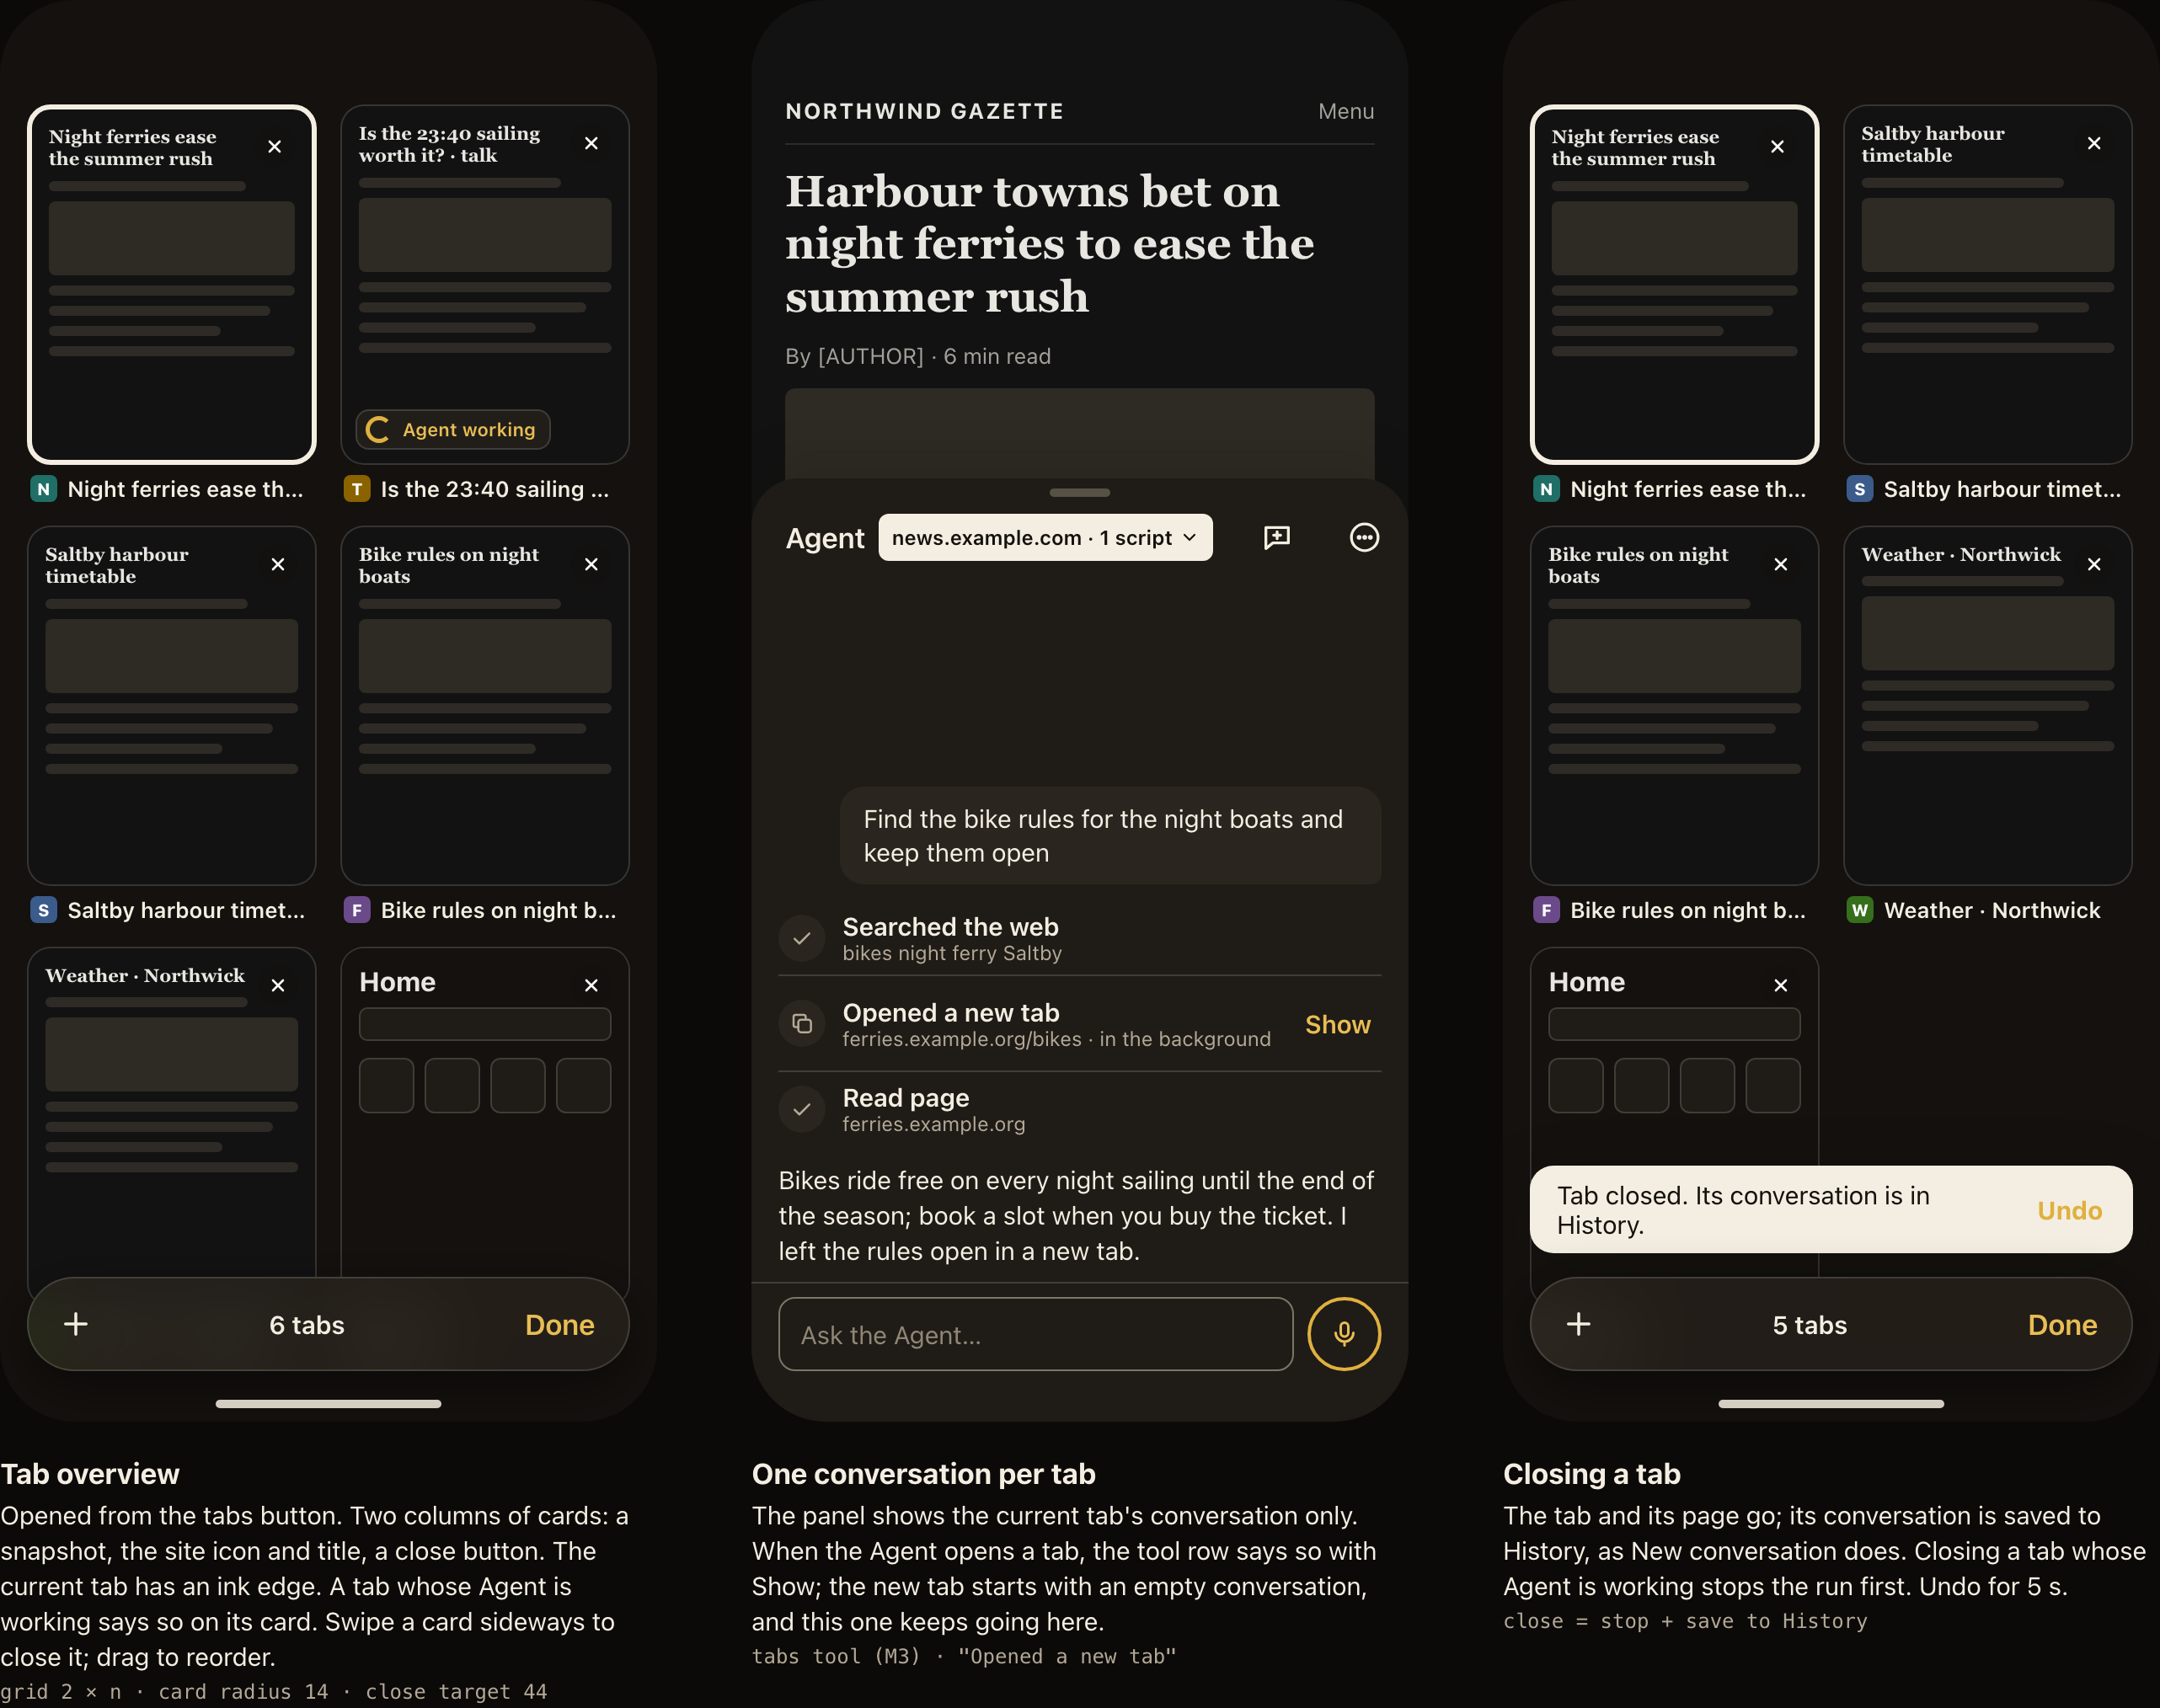 Night ferries ease
the summer rush
Is the 23:40 sailing
worth it? · talk
Agent working
N Night ferries ease th...
T Is the 23:40 sailing ...
Saltby harbour
timetable
Bike rules on night
boats
S Saltby harbour timet...
F Bike rules on night b...
Weather · Northwick
Home
6 tabs
Done
Tab overview
Opened from the tabs button. Two columns of cards: a
snapshot, the site icon and title, a close button. The
current tab has an ink edge. A tab whose Agent is
working says so on its card. Swipe a card sideways to
close it; drag to reorder.
grid 2 × n · card radius 14 · close target 44
NORTHWIND GAZETTE
Menu
Harbour towns bet on
night ferries to ease the
summer rush
By [AUTHOR] · 6 min read
Agent
news.example.com · 1 script
Find the bike rules for the night boats and
keep them open
Searched the web
bikes night ferry Saltby
Opened a new tab
ferries.example.org/bikes · in the background
Show
Read page
ferries.example.org
Bikes ride free on every night sailing until the end of
the season; book a slot when you buy the ticket. I
left the rules open in a new tab.
Ask the Agent...
One conversation per tab
The panel shows the current tab's conversation only.
When the Agent opens a tab, the tool row says so with
Show; the new tab starts with an empty conversation,
and this one keeps going here.
tabs tool (M3) · "Opened a new tab"
Night ferries ease
the summer rush
Saltby harbour
timetable
N Night ferries ease th...
S Saltby harbour timet...
Bike rules on night
boats
Weather · Northwick
F Bike rules on night b...
W Weather · Northwick
Home
Tab closed. Its conversation is in
History.
Undo
5 tabs
Done
Closing a tab
The tab and its page go; its conversation is saved to
History, as New conversation does. Closing a tab whose
Agent is working stops the run first. Undo for 5 s.
close = stop + save to History